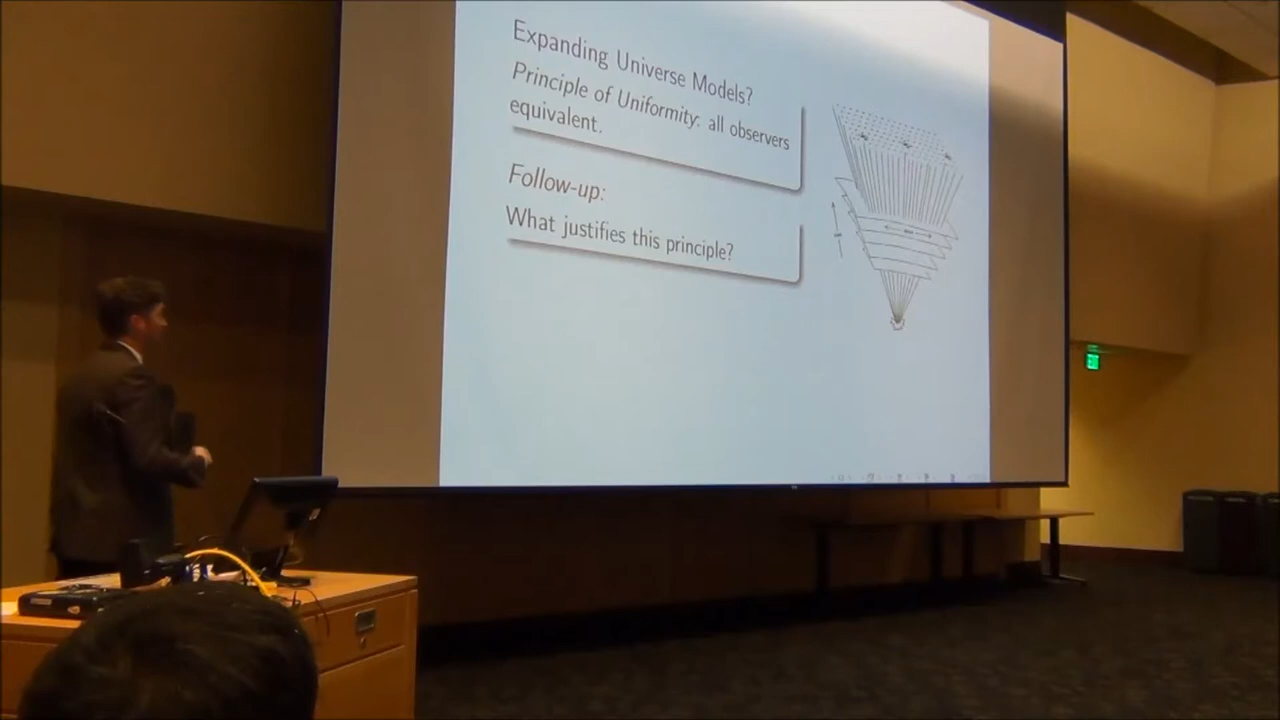 Expanding Universe Models?
Principle of Uniformity: all observers
equivalent.
Follow-up:
What justifies this principle?